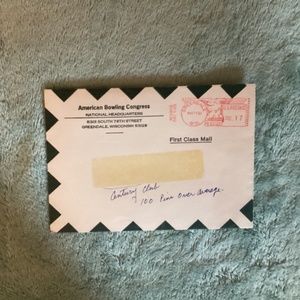 American Bowling Congress
NATIONAL HEADQUARTERS
5301 SOUTH 76TH STREET
GREENDALE, WISCONSIN 53129
First Class Mail
Century Club
100 Pins Over Average